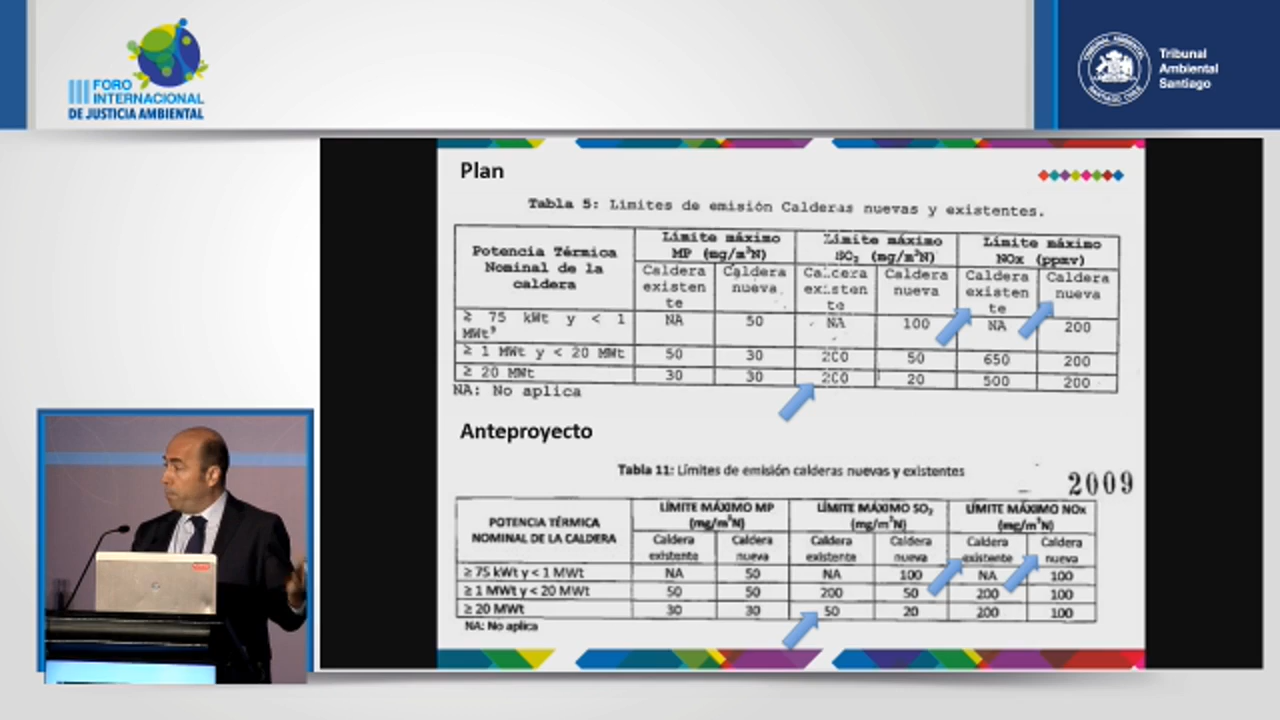 III FORO
INTERNACIONAL
DE JUSTICIA AMBIENTAL
Tribunal
Ambiental
Santiago
Plan
Tabla 5: Límites de emisión Calderas nuevas y existentes.
Potencia Térmica
Nominal de la
caldera
Límite máximo
MP (mg/m³N)
Límite máximo
SO₂ (mg/m³N)
Límite máximo
NOx (ppmv)
Caldera
existen
te
Caldera
nueva
Caldera
existen
te
Caldera
nueva
Caldera
existen
te
Caldera
nueva
≥ 75 kWt y < 1
MWt⁹ NA 50 NA 100 NA 200
≥ 1 MWt y < 20 MWt 50 30 200 50 650 200
≥ 20 MWt 30 30 200 20 500 200
NA: No aplica
Anteproyecto
Tabla 11: Límites de emisión calderas nuevas y existentes
2009
POTENCIA TÉRMICA
NOMINAL DE LA CALDERA
LÍMITE MÁXIMO MP
(mg/m³N)
LÍMITE MÁXIMO SO₂
(mg/m³N)
LÍMITE MÁXIMO NOx
(mg/m³N)
Caldera
existente
Caldera
nueva
Caldera
existente
Caldera
nueva
Caldera
existente
Caldera
nueva
≥ 75 kWt y < 1 MWt NA 50 NA 100 NA 100
≥ 1 MWt y < 20 MWt 50 50 200 50 200 100
≥ 20 MWt 30 30 50 20 200 100
NA: No aplica